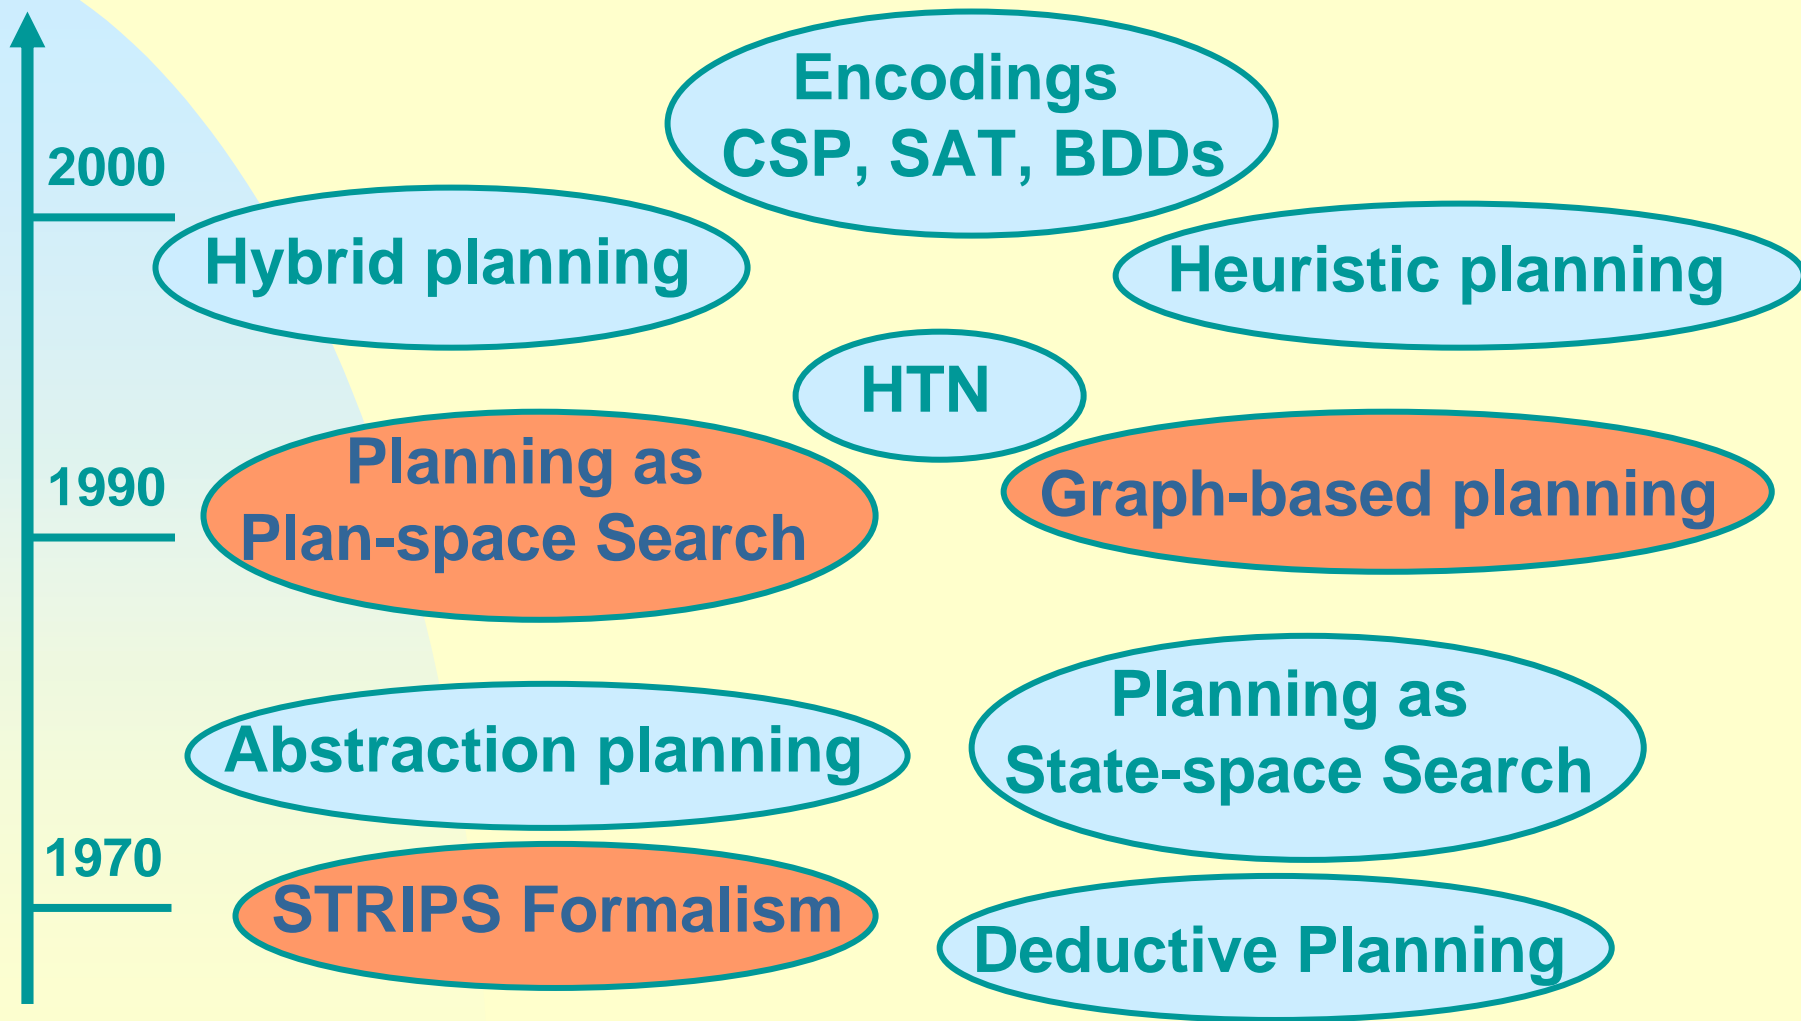 Encodings
CSP, SAT, BDDs
2000
Hybrid planning
Heuristic planning
HTN
Planning as
Plan-space Search
1990
Graph-based planning
Planning as
State-space Search
Abstraction planning
1970
STRIPS Formalism
Deductive Planning